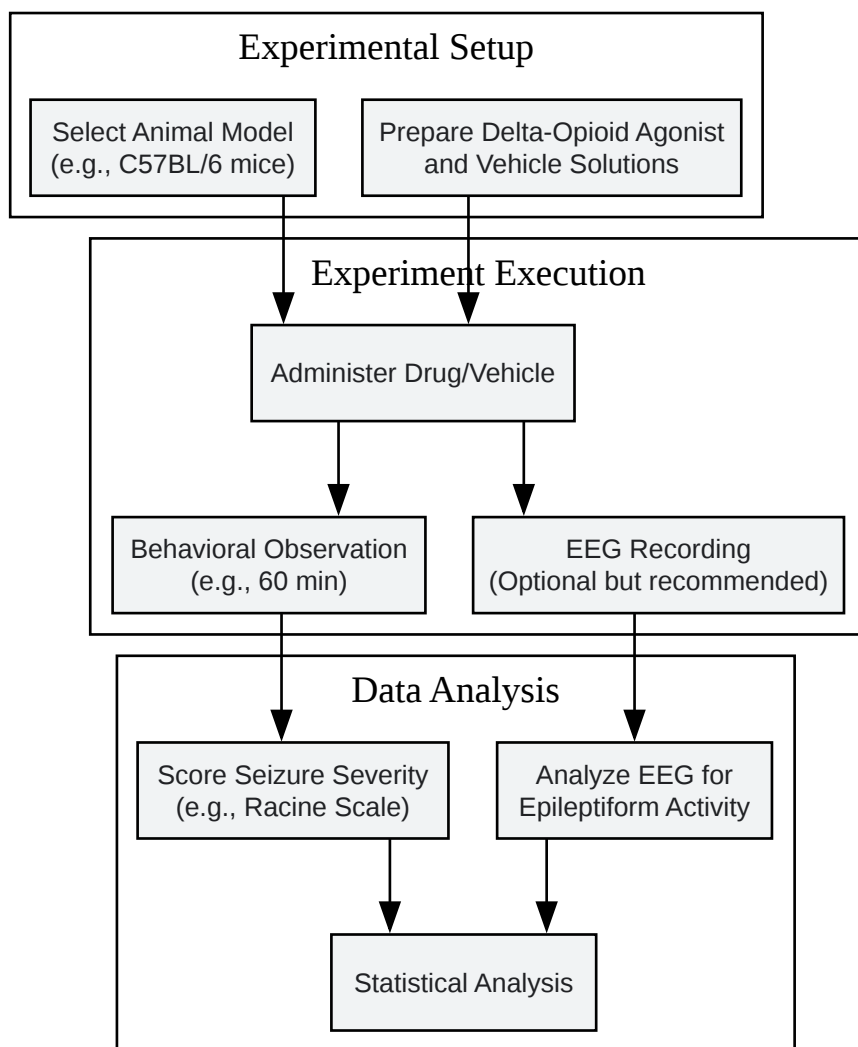 Experimental Setup
Select Animal Model
(e.g., C57BL/6 mice)
Prepare Delta-Opioid Agonist
and Vehicle Solutions
Experiment Execution
Administer Drug/Vehicle
Behavioral Observation
(e.g., 60 min)
EEG Recording
(Optional but recommended)
Data Analysis
Score Seizure Severity
(e.g., Racine Scale)
Analyze EEG for
Epileptiform Activity
Statistical Analysis